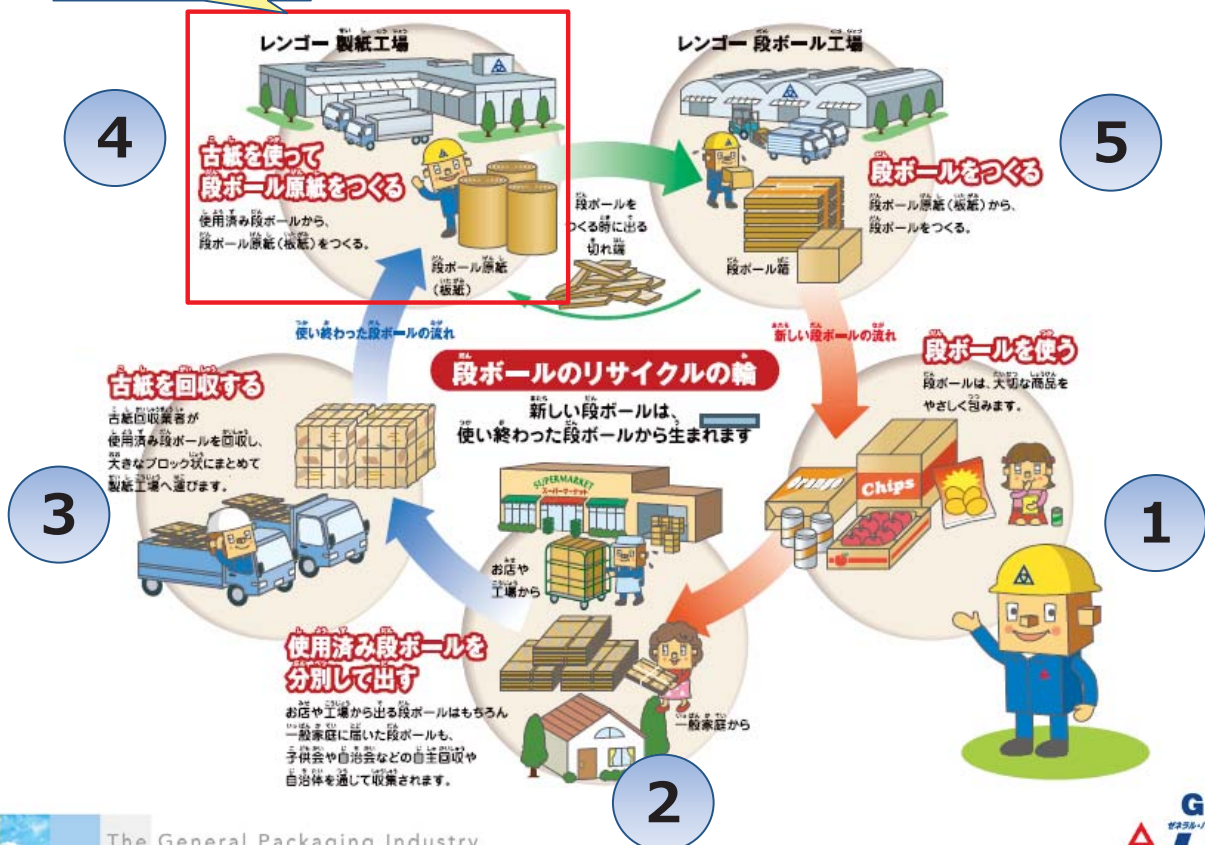 レンゴー 製紙工場
レンゴー 段ボール工場
4
5
古紙を使って
段ボール原紙をつくる
使用済み段ボールから、
段ボール原紙(板紙)をつくる。
段ボール原紙
(板紙)
段ボールを
つくる時に出る
切れ端
段ボールをつくる
段ボール原紙(板紙)から、
段ボールをつくる。
段ボール箱
使い終わった段ボールの流れ
新しい段ボールの流れ
段ボールのリサイクルの輪
新しい段ボールは、
使い終わった段ボールから生まれます
段ボールを使う
段ボールは、大切な商品を
やさしく包みます。
Orange
Chips
1
古紙を回収する
古紙回収業者が
使用済み段ボールを回収し、
大きなブロック状にまとめて
製紙工場へ運びます。
3
SUPERMARKET
スーパーマーケット
お店や
工場から
使用済み段ボールを
分別して出す
お店や工場から出る段ボールはもちろん
一般家庭に届いた段ボールも、
子供会や自治会などの自主回収や
自治体を通じて収集されます。
一般家庭から
2
The General Packaging Industry
G
ゼネラル・パ